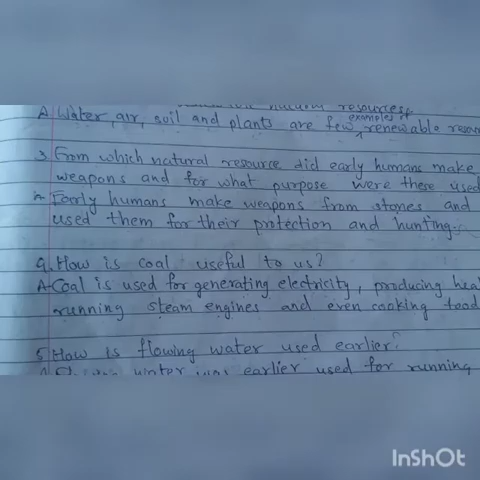 natural resources
A Water, air, soil and plants are few examples of renewable
3 From which natural resource did early humans make
weapons and for what purpose were these used
A- Early humans make weapons from stones and
used them for their protection and hunting.
4. How is coal useful to us?
A-Coal is used for generating electricity, producing
running steam engines and even cooking food
5. How is flowing water used earlier?
water was earlier used for running
InShOt